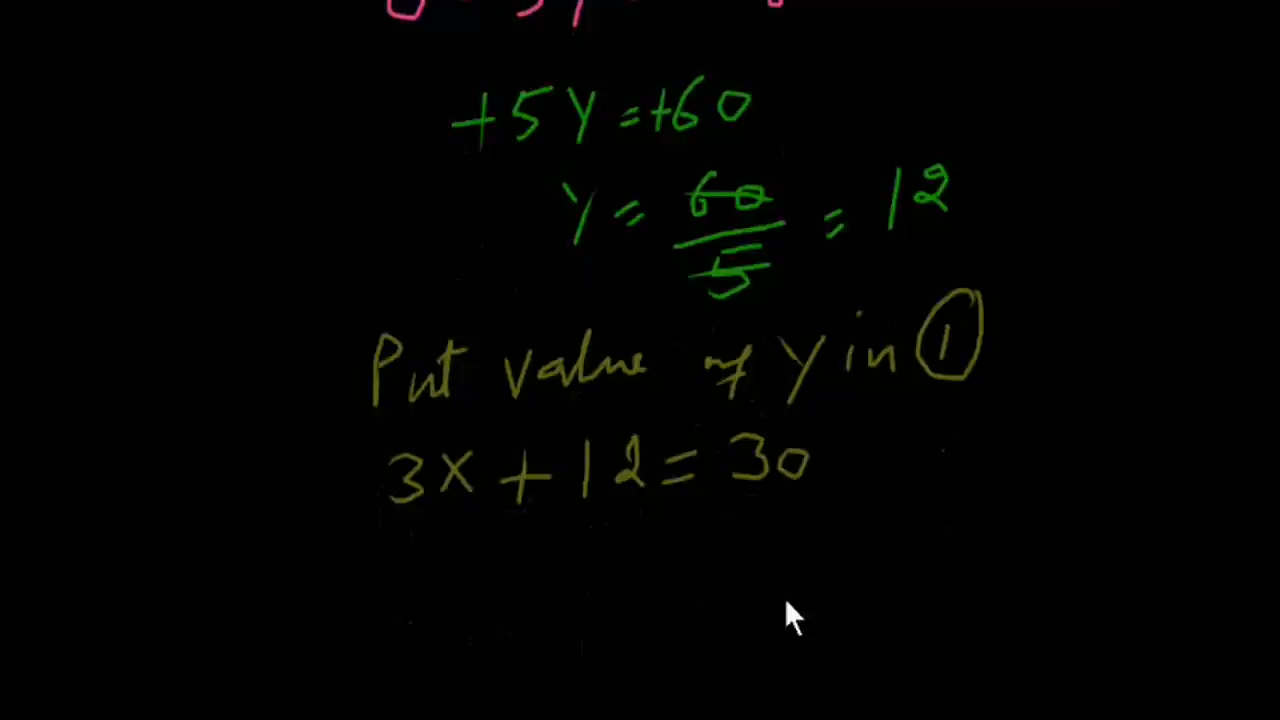 +5Y=+60
Y = 60/5 = 12
Put value of Y in ①
3X + 12 = 30